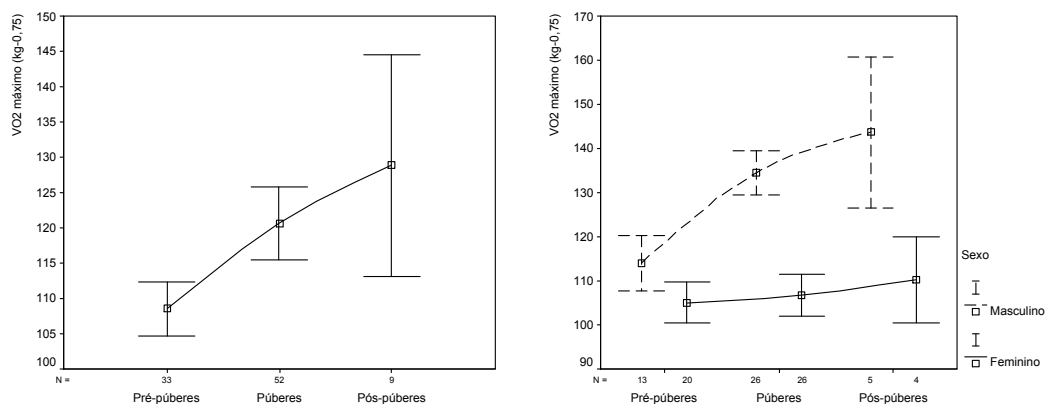 VO2 máximo (kg-0,75)
150
145
140
135
130
125
120
115
110
105
100
N =
33
52
9
Pré-púberes
Púberes
Pós-púberes
VO2 máximo (kg-0,75)
170
160
150
140
130
120
110
100
90
N =
13
20
26
26
5
4
Pré-púberes
Púberes
Pós-púberes
Sexo
Masculino
Feminino